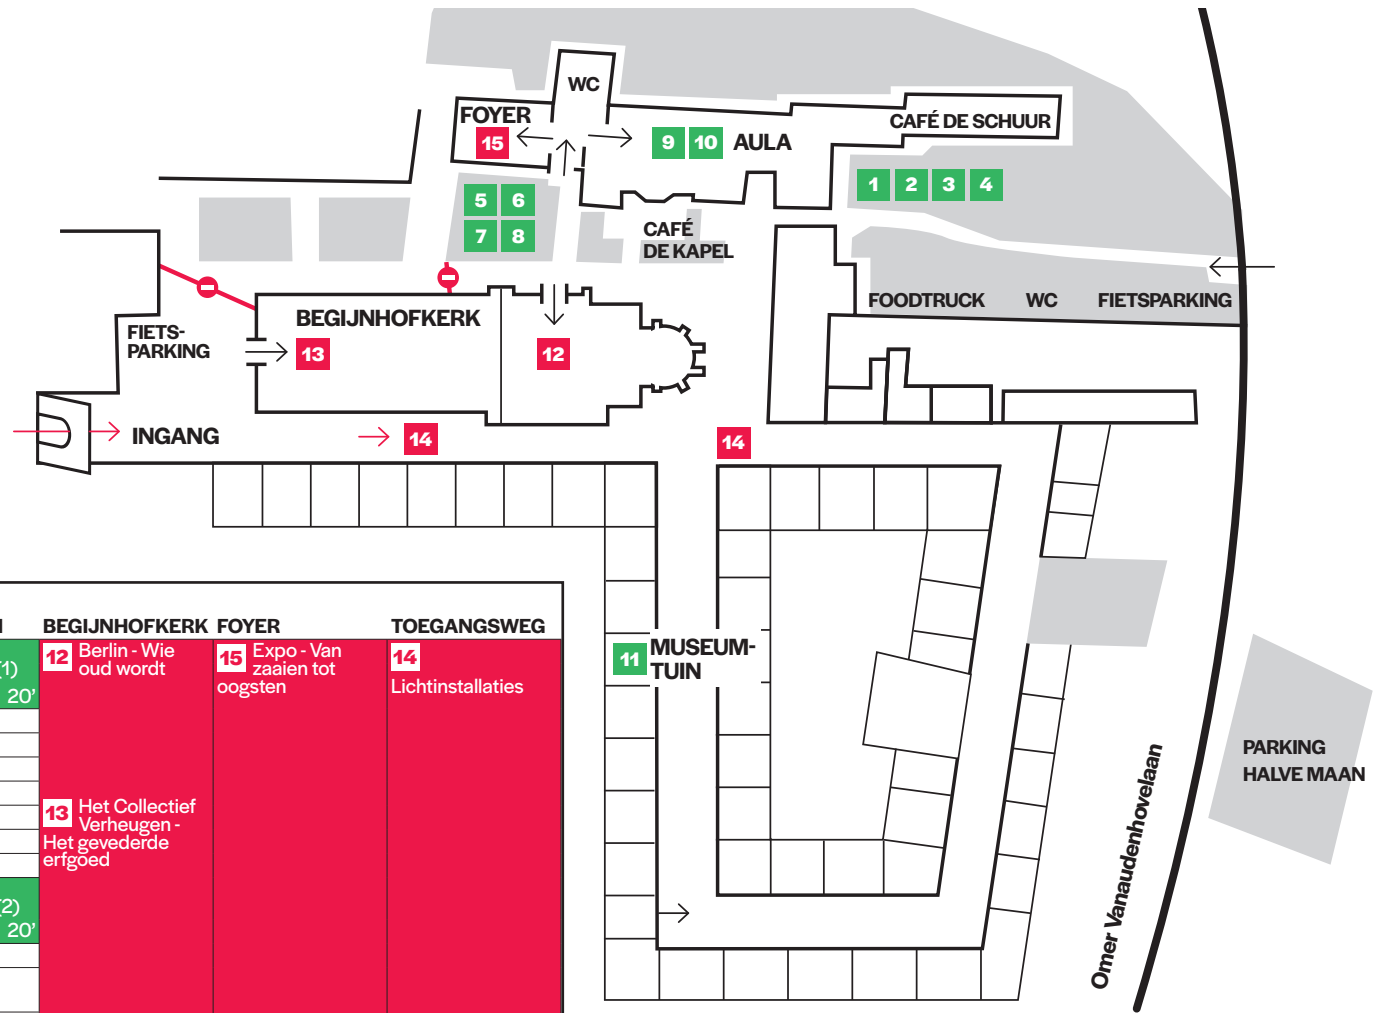 WC
FOYER
15
9 10 AULA
CAFÉ DE SCHUUR
1 2 3 4
5 6
7 8
CAFÉ
DE KAPEL
FOODTRUCK WC FIETSPARKING
BEGIJNHOFKERK
FIETS-
PARKING
13
12
INGANG
14
14
11 MUSEUM-
TUIN
PARKING
HALVE MAAN
Omer Vanaudenhovelaan
BEGIJNHOFKERK FOYER TOEGANGSWEG
(1)
20’
12 Berlin - Wie
oud wordt
15 Expo - Van
zaaien tot
oogsten
14
Lichtinstallaties
13 Het Collectief
Verheugen -
Het gevederde
erfgoed
(2)
20’